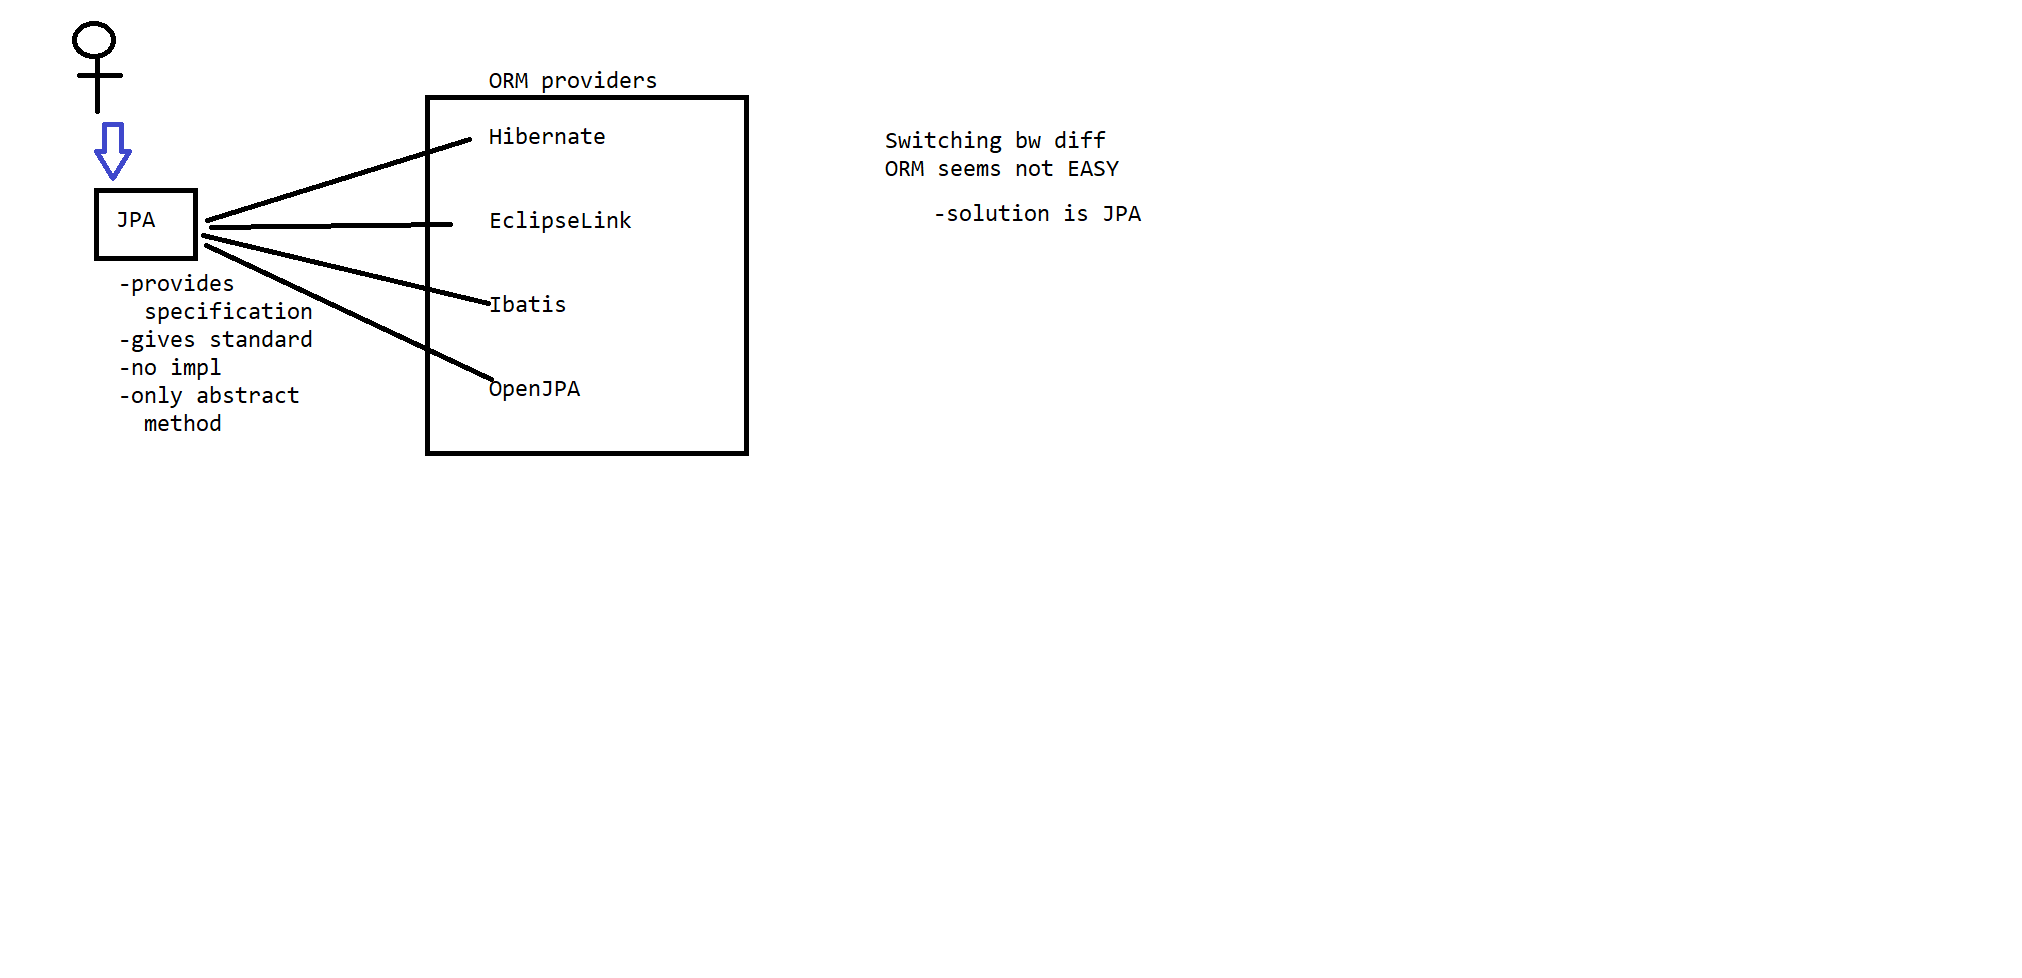 ORM providers
Hibernate
EclipseLink
Ibatis
OpenJPA
JPA
-provides
specification
-gives standard
-no impl
-only abstract
method
Switching bw diff
ORM seems not EASY
-solution is JPA